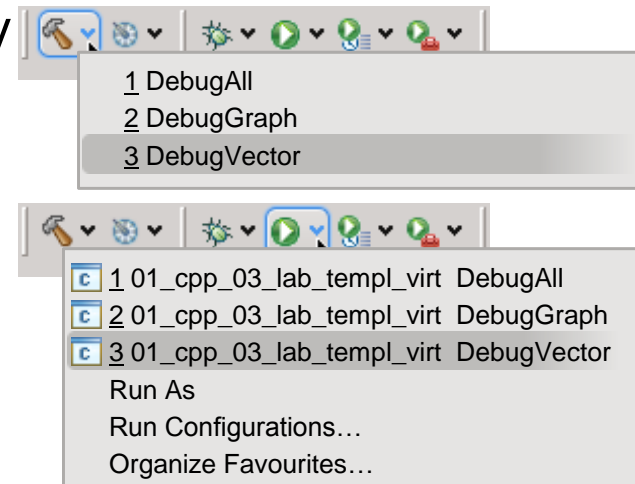 y
1 DebugAll
2 DebugGraph
3 DebugVector
c 1 01_cpp_03_lab_templ_virt DebugAll
c 2 01_cpp_03_lab_templ_virt DebugGraph
c 3 01_cpp_03_lab_templ_virt DebugVector
Run As
Run Configurations…
Organize Favourites…